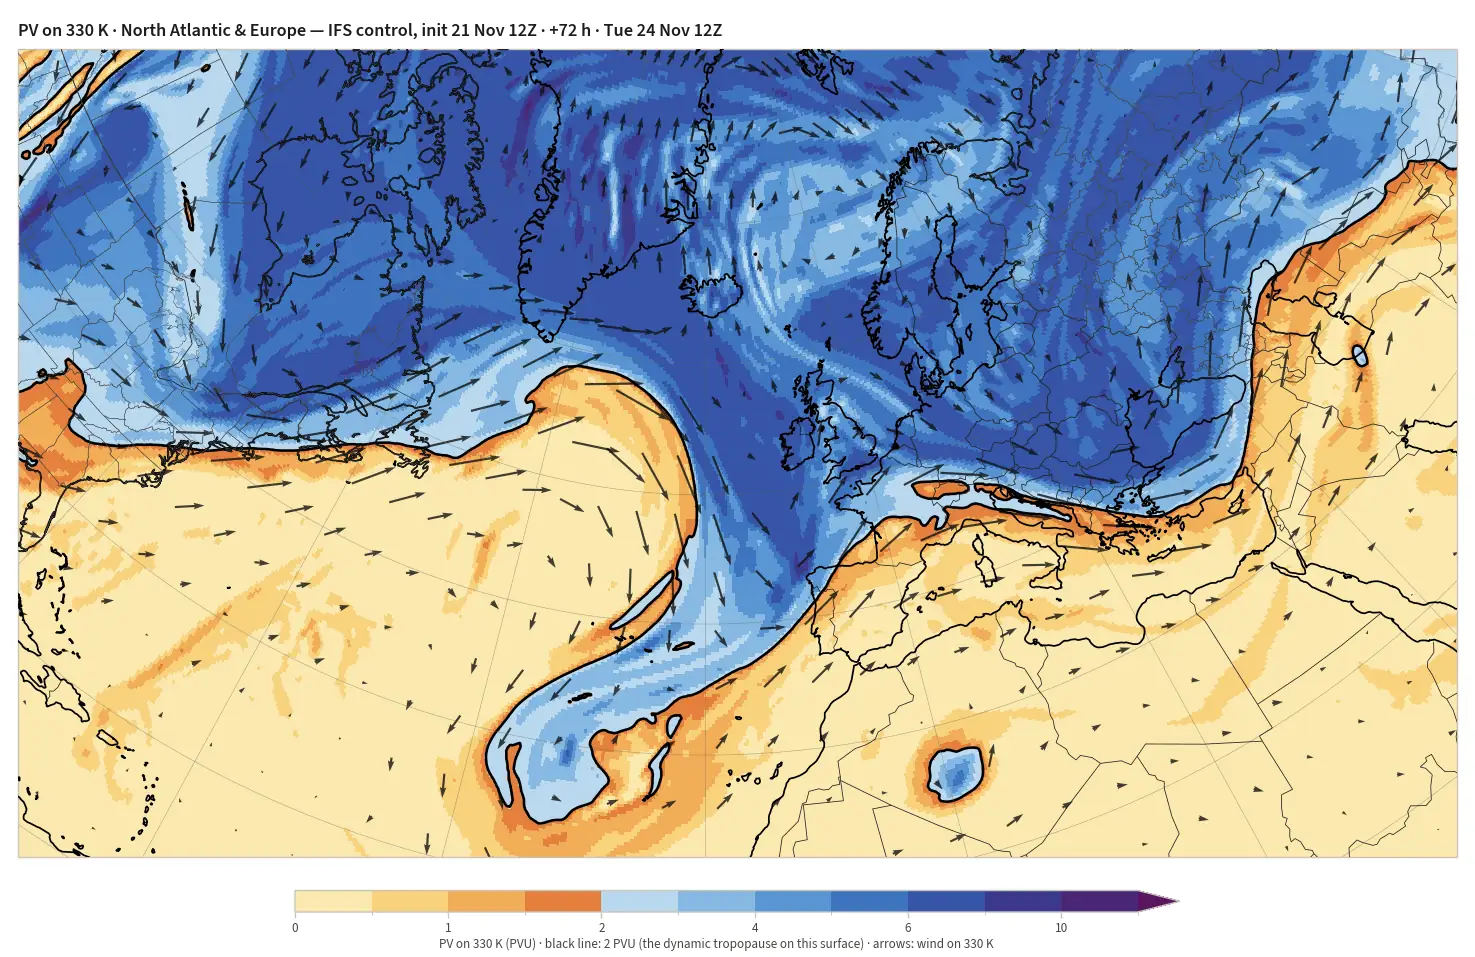 PV on 330 K · North Atlantic & Europe — IFS control, init 21 Nov 12Z · +72 h · Tue 24 Nov 12Z
0 1 2 4 6 10
PV on 330 K (PVU) · black line: 2 PVU (the dynamic tropopause on this surface) · arrows: wind on 330 K